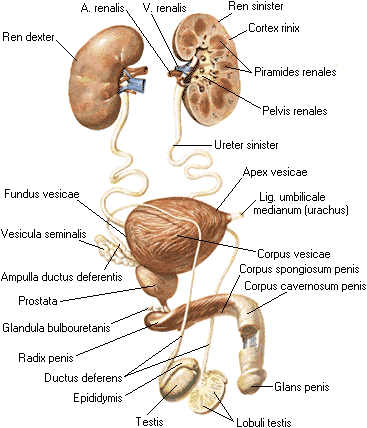 A. renalis
V. renalis
Ren sinister
Cortex rinix
Ren dexter
Piramides renales
Pelvis renales
Ureter sinister
Apex vesicae
Fundus vesicae
Lig. umbilicale
medianum (urachus)
Vesicula seminalis
Corpus vesicae
Ampulla ductus deferentis
Corpus spongiosum penis
Corpus cavernosum penis
Prostata
Glandula bulbouretanis
Radix penis
Ductus deferens
Glans penis
Epididymis
Testis
Lobuli testis